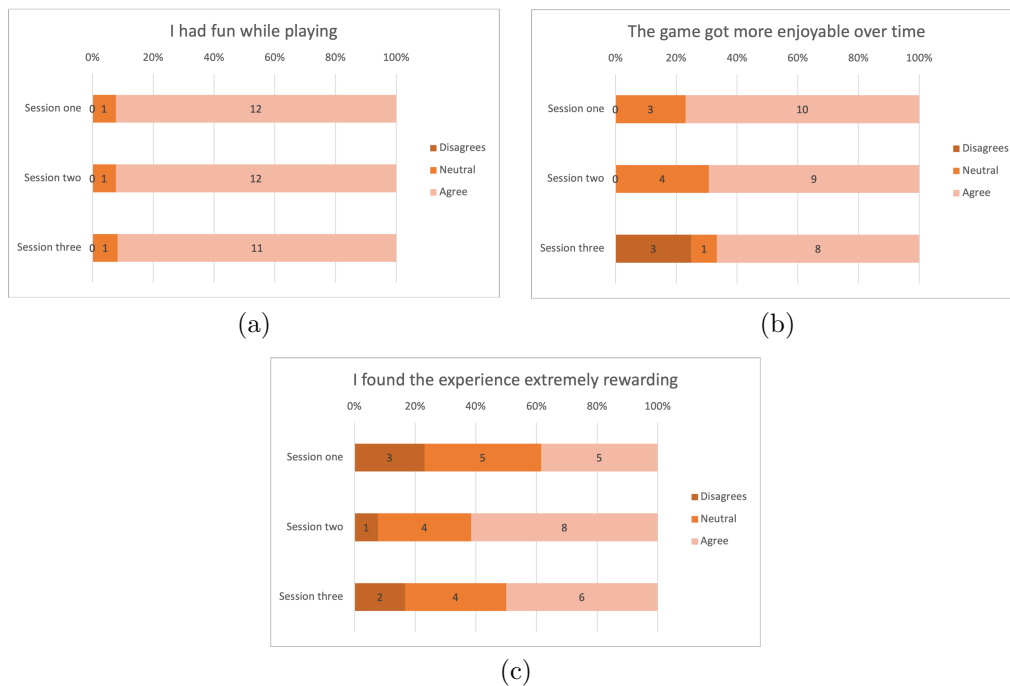 I had fun while playing
0% 20% 40% 60% 80% 100%
Session one 0 1 12
Session two 0 1 12
Session three 0 1 11
Disagrees
Neutral
Agree
(a)
The game got more enjoyable over time
0% 20% 40% 60% 80% 100%
Session one 0 3 10
Session two 0 4 9
Session three 3 1 8
Disagrees
Neutral
Agree
(b)
I found the experience extremely rewarding
0% 20% 40% 60% 80% 100%
Session one 3 5 5
Session two 1 4 8
Session three 2 4 6
Disagrees
Neutral
Agree
(c)